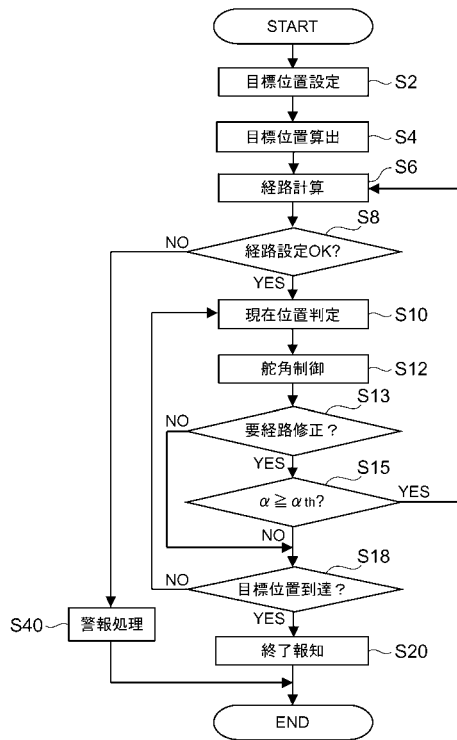 START
目標位置設定
S2
目標位置算出
S4
S6
経路計算
S8
NO
経路設定OK?
YES
現在位置判定
S10
舵角制御
S12
S13
NO
要経路修正?
YES
S15
α≧αth?
YES
NO
S18
NO
目標位置到達?
YES
S40
警報処理
終了報知
S20
END